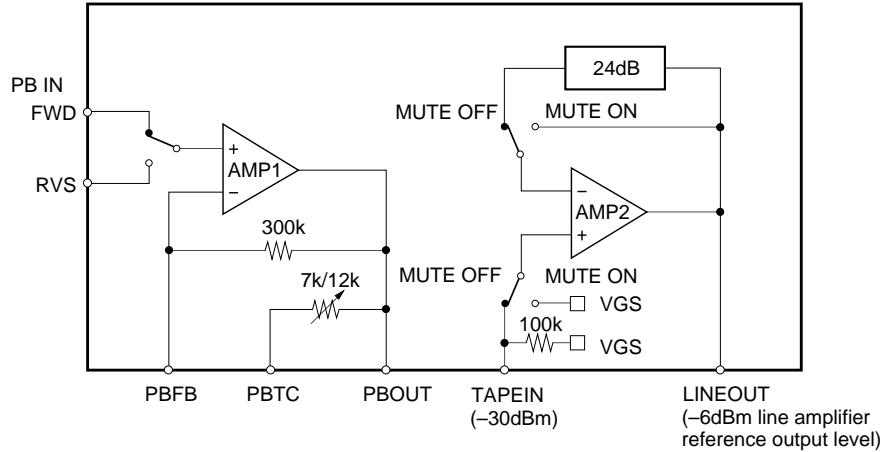 24dB
PB IN
FWD
MUTE OFF
MUTE ON
+
AMP1
−
RVS
−
AMP2
+
300k
7k/12k
MUTE OFF
MUTE ON
VGS
100k
VGS
PBFB
PBTC
PBOUT
TAPEIN
(–30dBm)
LINEOUT
(–6dBm line amplifier
reference output level)